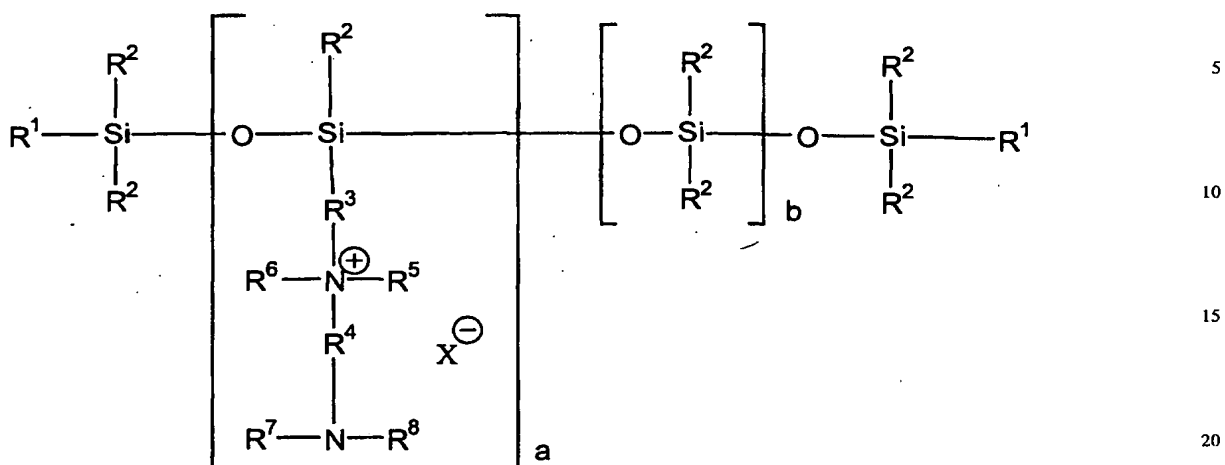 R² R² R² R² 5
R¹ Si O Si O Si O Si R¹
R² R³ R² b R² 10
R⁶ N ⊕ R⁵
R⁴ X ⊖ 15
R⁷ N R⁸ a 20